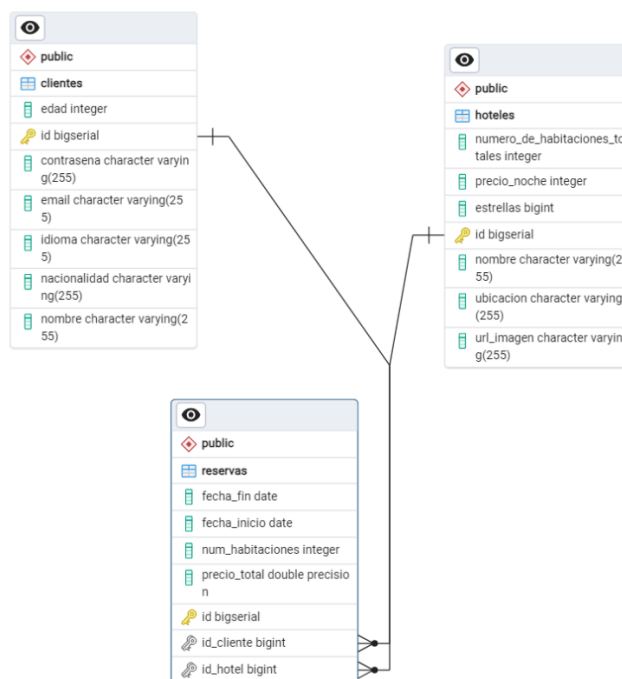 public
clientes
edad integer
id bigserial
contrasena character varyin
g(255)
email character varying(25
5)
idioma character varying(25
5)
nacionalidad character varyi
ng(255)
nombre character varying(2
55)
public
hoteles
numero_de_habitaciones_to
tales integer
precio_noche integer
estrellas bigint
id bigserial
nombre character varying(2
55)
ubicacion character varying
(255)
url_imagen character varyin
g(255)
public
reservas
fecha_fin date
fecha_inicio date
num_habitaciones integer
precio_total double precisio
n
id bigserial
id_cliente bigint
id_hotel bigint